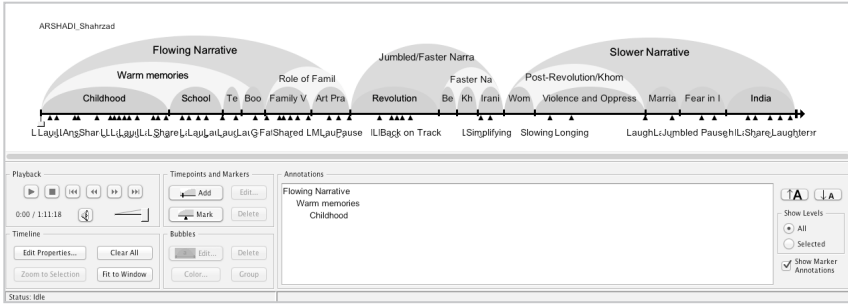 ARSHADI_Shahrzad
Flowing Narrative
Jumbled/Faster Narra
Slower Narrative
Warm memories
Role of Famil
Faster Na
Post-Revolution/Khom
Childhood
School
Te
Boo
Family V
Art Pra
Revolution
Be
Kh
Irani
Wom
Violence and Oppress
Marria
Fear in I
India
Pause
Back on Track
Simplifying
Slowing Longing
Playback
Timepoints and Markers
Annotations
Add
Edit...
Mark
Delete
0:00 / 1:11:18
Flowing Narrative
Warm memories
Childhood
↑A
↓A
Show Levels
All
Selected
Show Marker
Annotations
Timeline
Edit Properties...
Clear All
Zoom to Selection
Fit to Window
Bubbles
Edit...
Delete
Color...
Group
Status: Idle